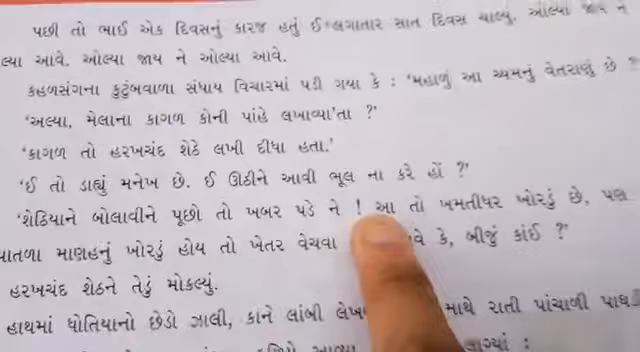 પછી તો ભાઈ એક દિવસનું કારજ હતું ઈ લગાતાર સાત દિવસ ચાલ્યું. ઓલ્યા જાય ને
લ્યા આવે. ઓલ્યા જાય ને ઓલ્યા આવે.
કહળસંગના કુટુંબવાળા સંધાય વિચારમાં પડી ગયા કે : 'મહાળું આ ચ્યમનું વેતરાણું છે
'અલ્યા, મેલાના કાગળ કોની પાંહે લખાવ્યા'તા ?'
'કાગળ તો હરખચંદ શેઠે લખી દીધા હતા.'
'ઈ તો ડાહ્યું મનેખ છે. ઈ ઊઠીને આવી ભૂલ ના કરે હોં ?'
'શેઠિયાને બોલાવીને પૂછો તો ખબર પડે ને ! આ તો ખમતીધર ખોરડું છે, પણ
પાતળા માણહનું ખોરડું હોય તો ખેતર વેચવા વે કે, બીજું કાંઈ ?'
હરખચંદ શેઠને તેડું મોકલ્યું.
હાથમાં ધોતિયાનો છેડો ઝાલી, કાને લાંબી લેખ માથે રાતી પાંચાળી પાઘ
આવ્યા લાગ્યાં :